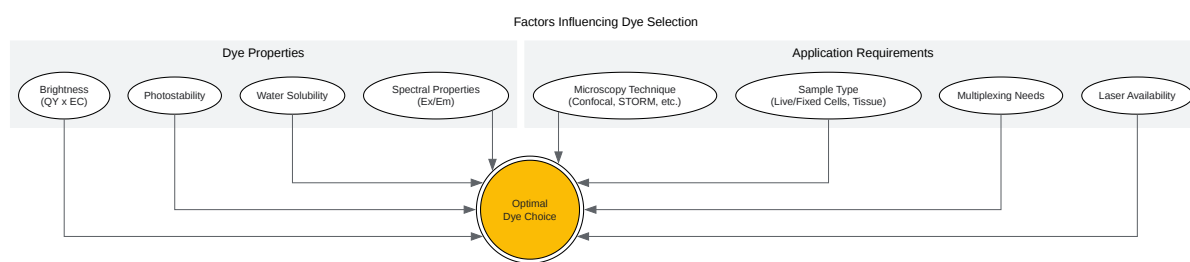 Factors Influencing Dye Selection
Dye Properties
Application Requirements
Brightness
(QY x EC)
Photostability
Water Solubility
Spectral Properties
(Ex/Em)
Microscopy Technique
(Confocal, STORM, etc.)
Sample Type
(Live/Fixed Cells, Tissue)
Multiplexing Needs
Laser Availability
Optimal
Dye Choice